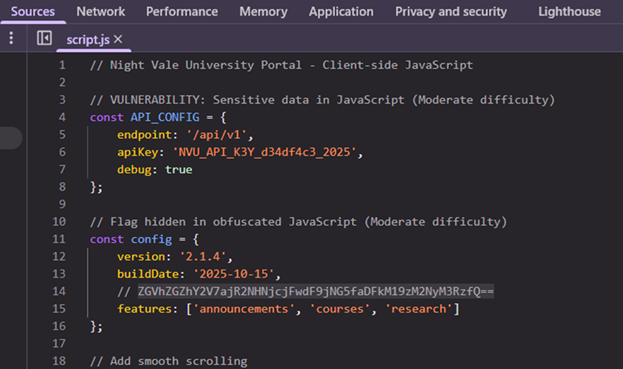 Sources Network Performance Memory Application Privacy and security Lighthouse
script.js ×
1 // Night Vale University Portal - Client-side JavaScript
2
3 // VULNERABILITY: Sensitive data in JavaScript (Moderate difficulty)
4 const API_CONFIG = {
5 endpoint: '/api/v1',
6 apiKey: 'NVU_API_K3Y_d34df4c3_2025',
7 debug: true
8 };
9
10 // Flag hidden in obfuscated JavaScript (Moderate difficulty)
11 const config = {
12 version: '2.1.4',
13 buildDate: '2025-10-15',
14 // ZGVhZGZhY2V7ajR2NHNjcjFwdF9jNG5faDFkM19zM2NyM3RzfQ==
15 features: ['announcements', 'courses', 'research']
16 };
17
18 // Add smooth scrolling